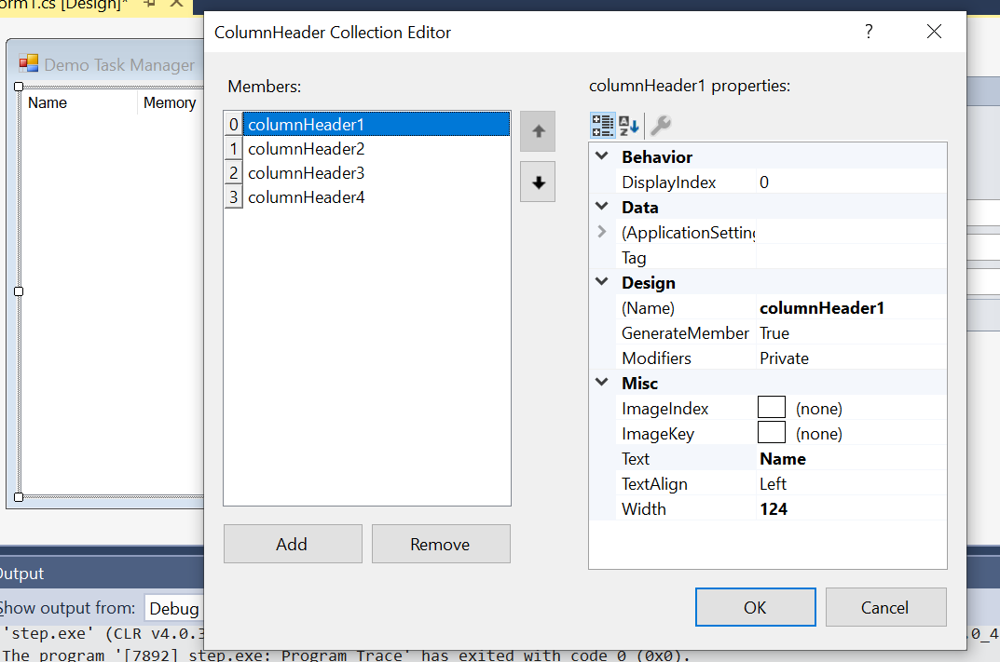 orm1.cs [Design]*
Demo Task Manager
Name Memory
ColumnHeader Collection Editor ?
Members:
0 columnHeader1
1 columnHeader2
2 columnHeader3
3 columnHeader4
Add Remove
columnHeader1 properties:
Behavior
DisplayIndex 0
Data
(ApplicationSetting
Tag
Design
(Name) columnHeader1
GenerateMember True
Modifiers Private
Misc
ImageIndex (none)
ImageKey (none)
Text Name
TextAlign Left
Width 124
OK Cancel
Output
Show output from: Debug
'step.exe' (CLR v4.0.3 .0_4
The program '[7892] step.exe: Program Trace' has exited with code 0 (0x0).